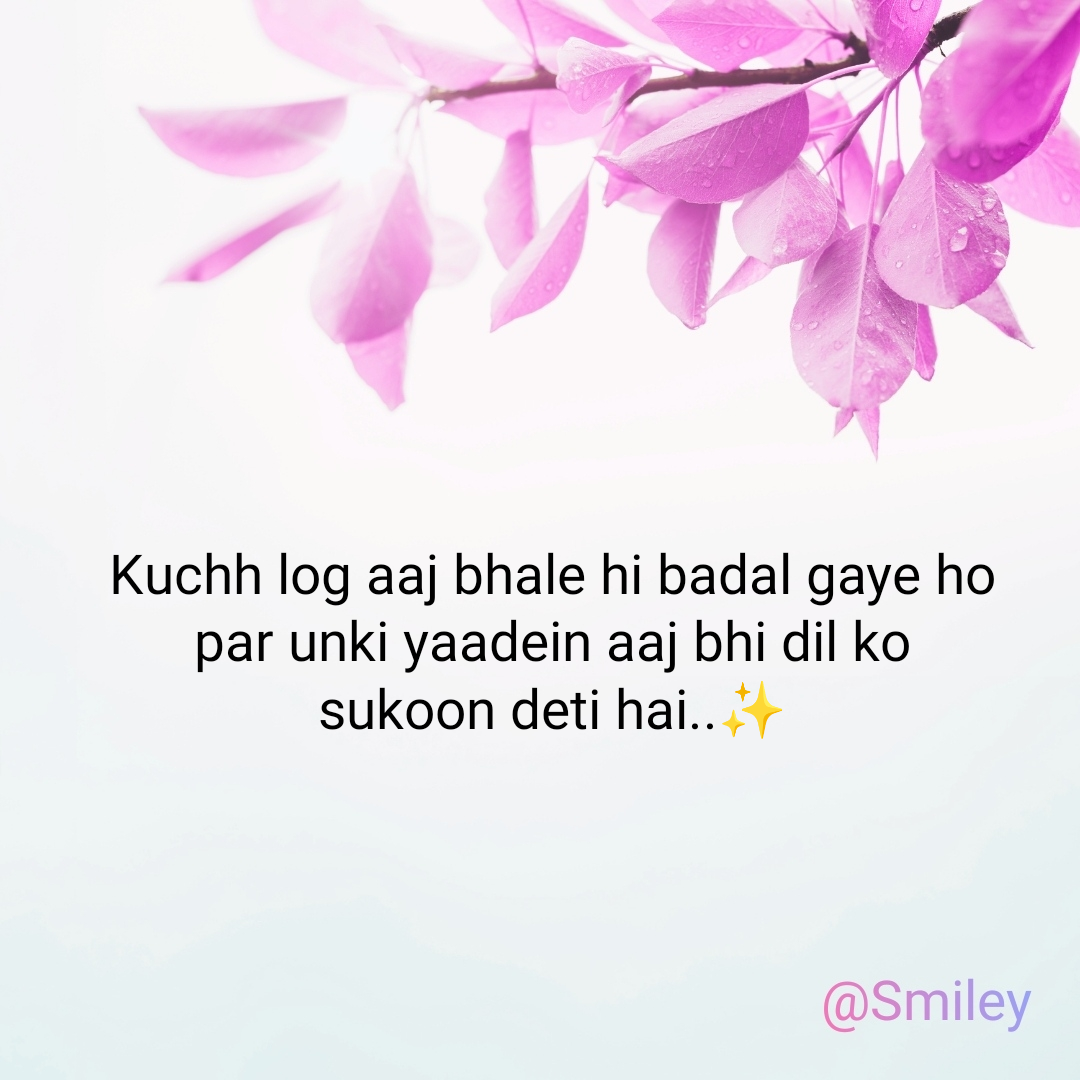 Kuchh log aaj bhale hi badal gaye ho
par unki yaadein aaj bhi dil ko
sukoon deti hai..✨
@Smiley